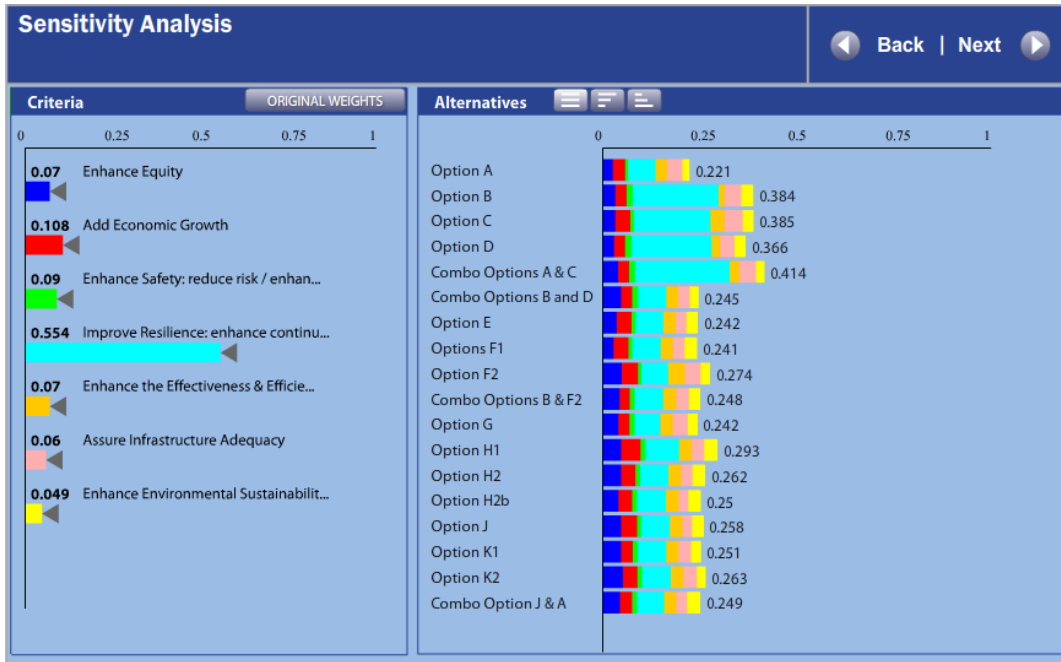 Sensitivity Analysis
Back | Next
Criteria
ORIGINAL WEIGHTS
0 0.25 0.5 0.75 1
0.07 Enhance Equity
0.108 Add Economic Growth
0.09 Enhance Safety: reduce risk / enhan...
0.554 Improve Resilience: enhance continu...
0.07 Enhance the Effectiveness & Efficie...
0.06 Assure Infrastructure Adequacy
0.049 Enhance Environmental Sustainabilit...
Alternatives
0 0.25 0.5 0.75 1
Option A 0.221
Option B 0.384
Option C 0.385
Option D 0.366
Combo Options A & C 0.414
Combo Options B and D 0.245
Option E 0.242
Options F1 0.241
Option F2 0.274
Combo Options B & F2 0.248
Option G 0.242
Option H1 0.293
Option H2 0.262
Option H2b 0.25
Option J 0.258
Option K1 0.251
Option K2 0.263
Combo Option J & A 0.249